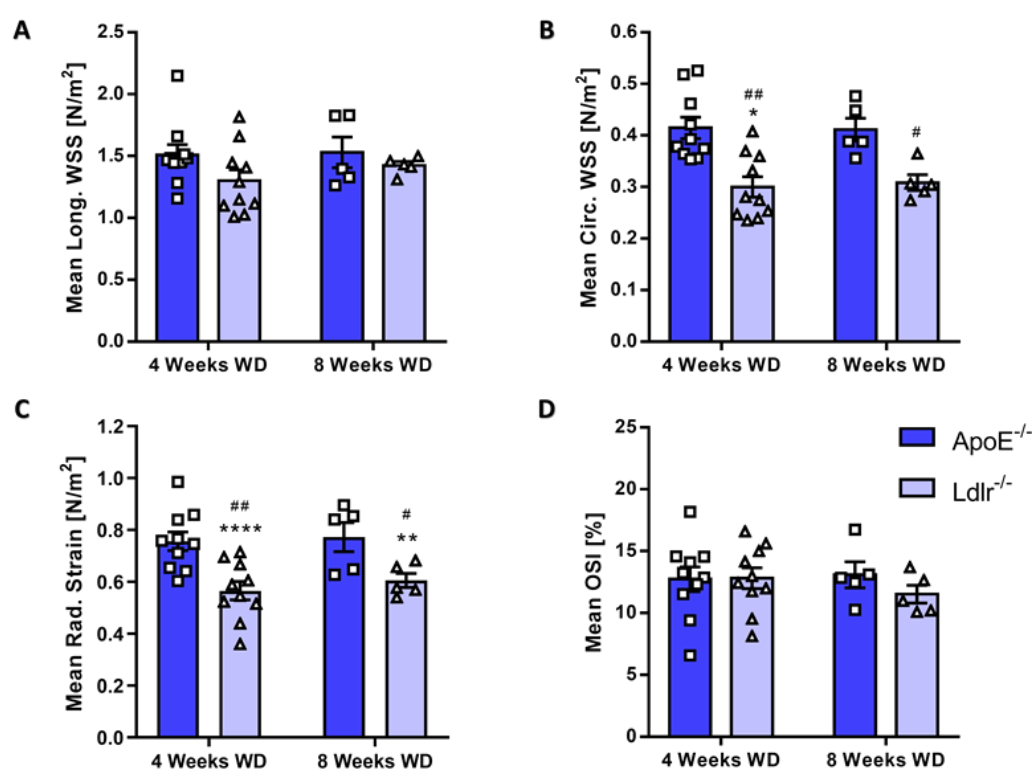 A
Mean Long. WSS [N/m²]
2.5
2.0
1.5
1.0
0.5
0.0
4 Weeks WD
8 Weeks WD
B
Mean Circ. WSS [N/m²]
0.6
0.5
0.4
0.3
0.2
0.1
0.0
##
*
#
4 Weeks WD
8 Weeks WD
C
Mean Rad. Strain [N/m²]
1.2
1.0
0.8
0.6
0.4
0.2
0.0
##
****
#
**
4 Weeks WD
8 Weeks WD
D
Mean OSI [%]
25
20
15
10
5
0
4 Weeks WD
8 Weeks WD
ApoE⁻/⁻
Ldlr⁻/⁻